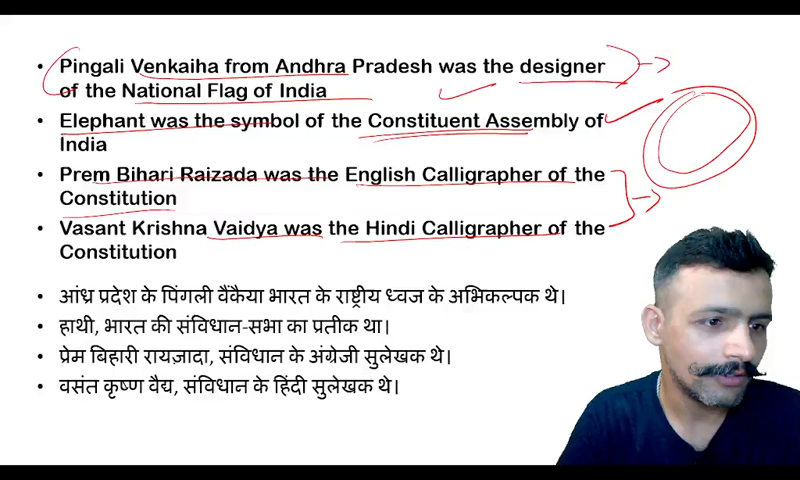 • Pingali Venkaiha from Andhra Pradesh was the designer
of the National Flag of India
• Elephant was the symbol of the Constituent Assembly of
India
• Prem Bihari Raizada was the English Calligrapher of the
Constitution
• Vasant Krishna Vaidya was the Hindi Calligrapher of the
Constitution
• आंध्र प्रदेश के पिंगली वैंकैया भारत के राष्ट्रीय ध्वज के अभिकल्पक थे।
• हाथी, भारत की संविधान-सभा का प्रतीक था।
• प्रेम बिहारी रायज़ादा, संविधान के अंग्रेजी सुलेखक थे।
• वसंत कृष्ण वैद्य, संविधान के हिंदी सुलेखक थे।